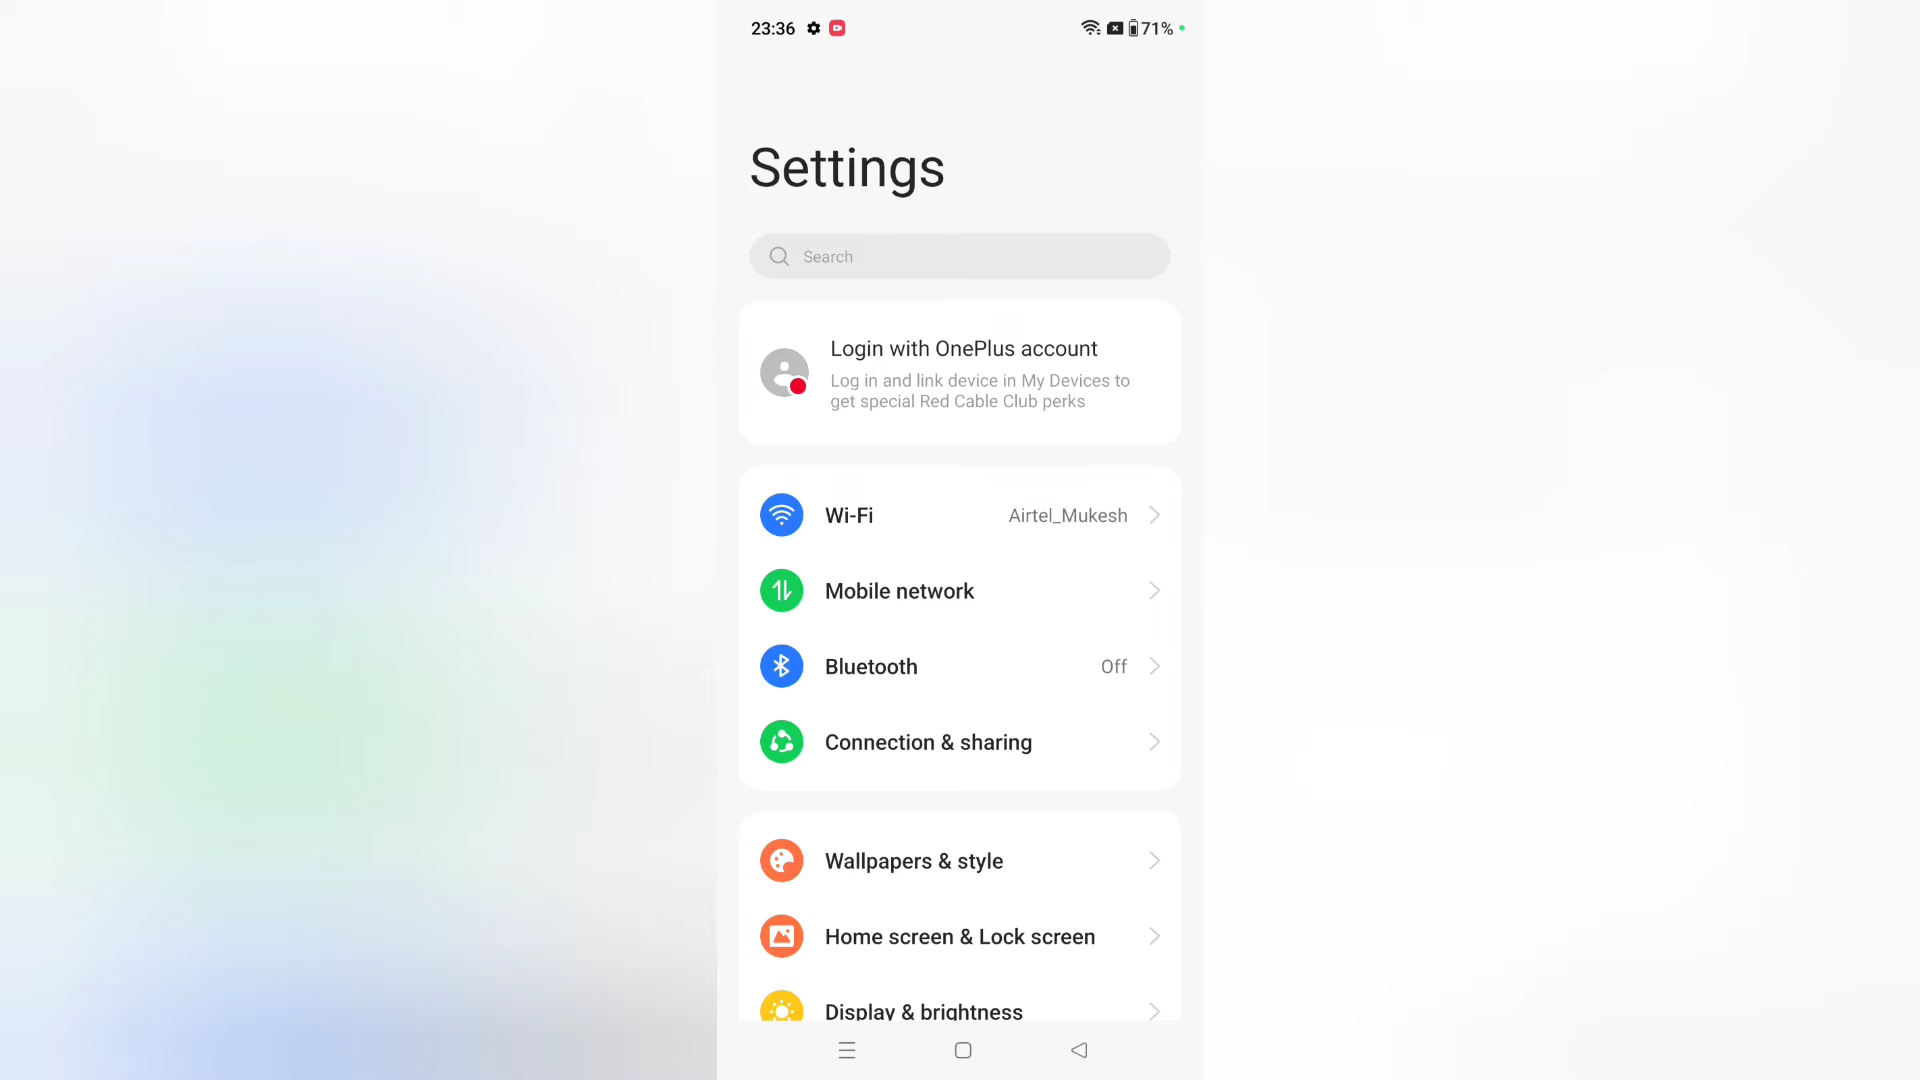 23:36 71%
Settings
Search
Login with OnePlus account
Log in and link device in My Devices to
get special Red Cable Club perks
Wi-Fi Airtel_Mukesh
Mobile network
Bluetooth Off
Connection & sharing
Wallpapers & style
Home screen & Lock screen
Display & brightness